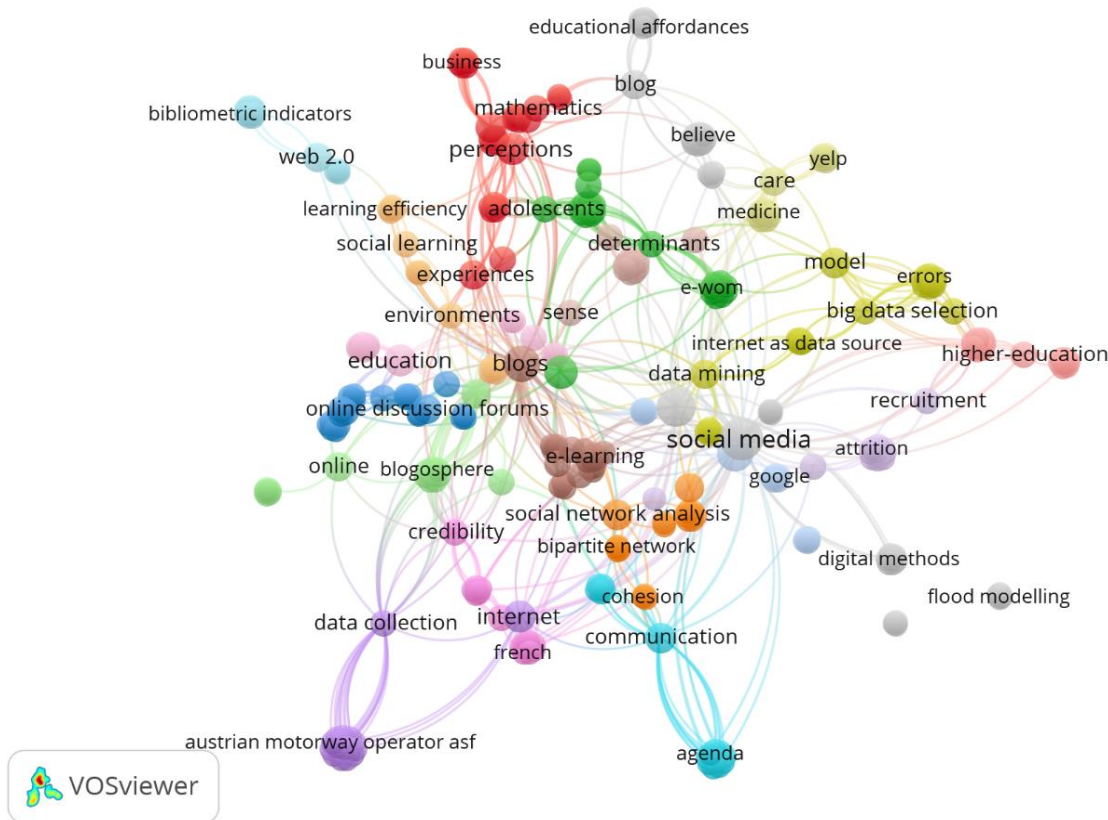 educational affordances
business
blog
mathematics
bibliometric indicators
believe
perceptions
web 2.0
yelp
care
learning efficiency
adolescents
medicine
social learning
determinants
model
experiences
errors
e-wom
environments
sense
big data selection
internet as data source
education
blogs
higher-education
data mining
recruitment
online discussion forums
social media
attrition
e-learning
online
blogosphere
google
social network analysis
credibility
bipartite network
digital methods
cohesion
flood modelling
data collection
internet
communication
french
austrian motorway operator asf
agenda
VOSviewer